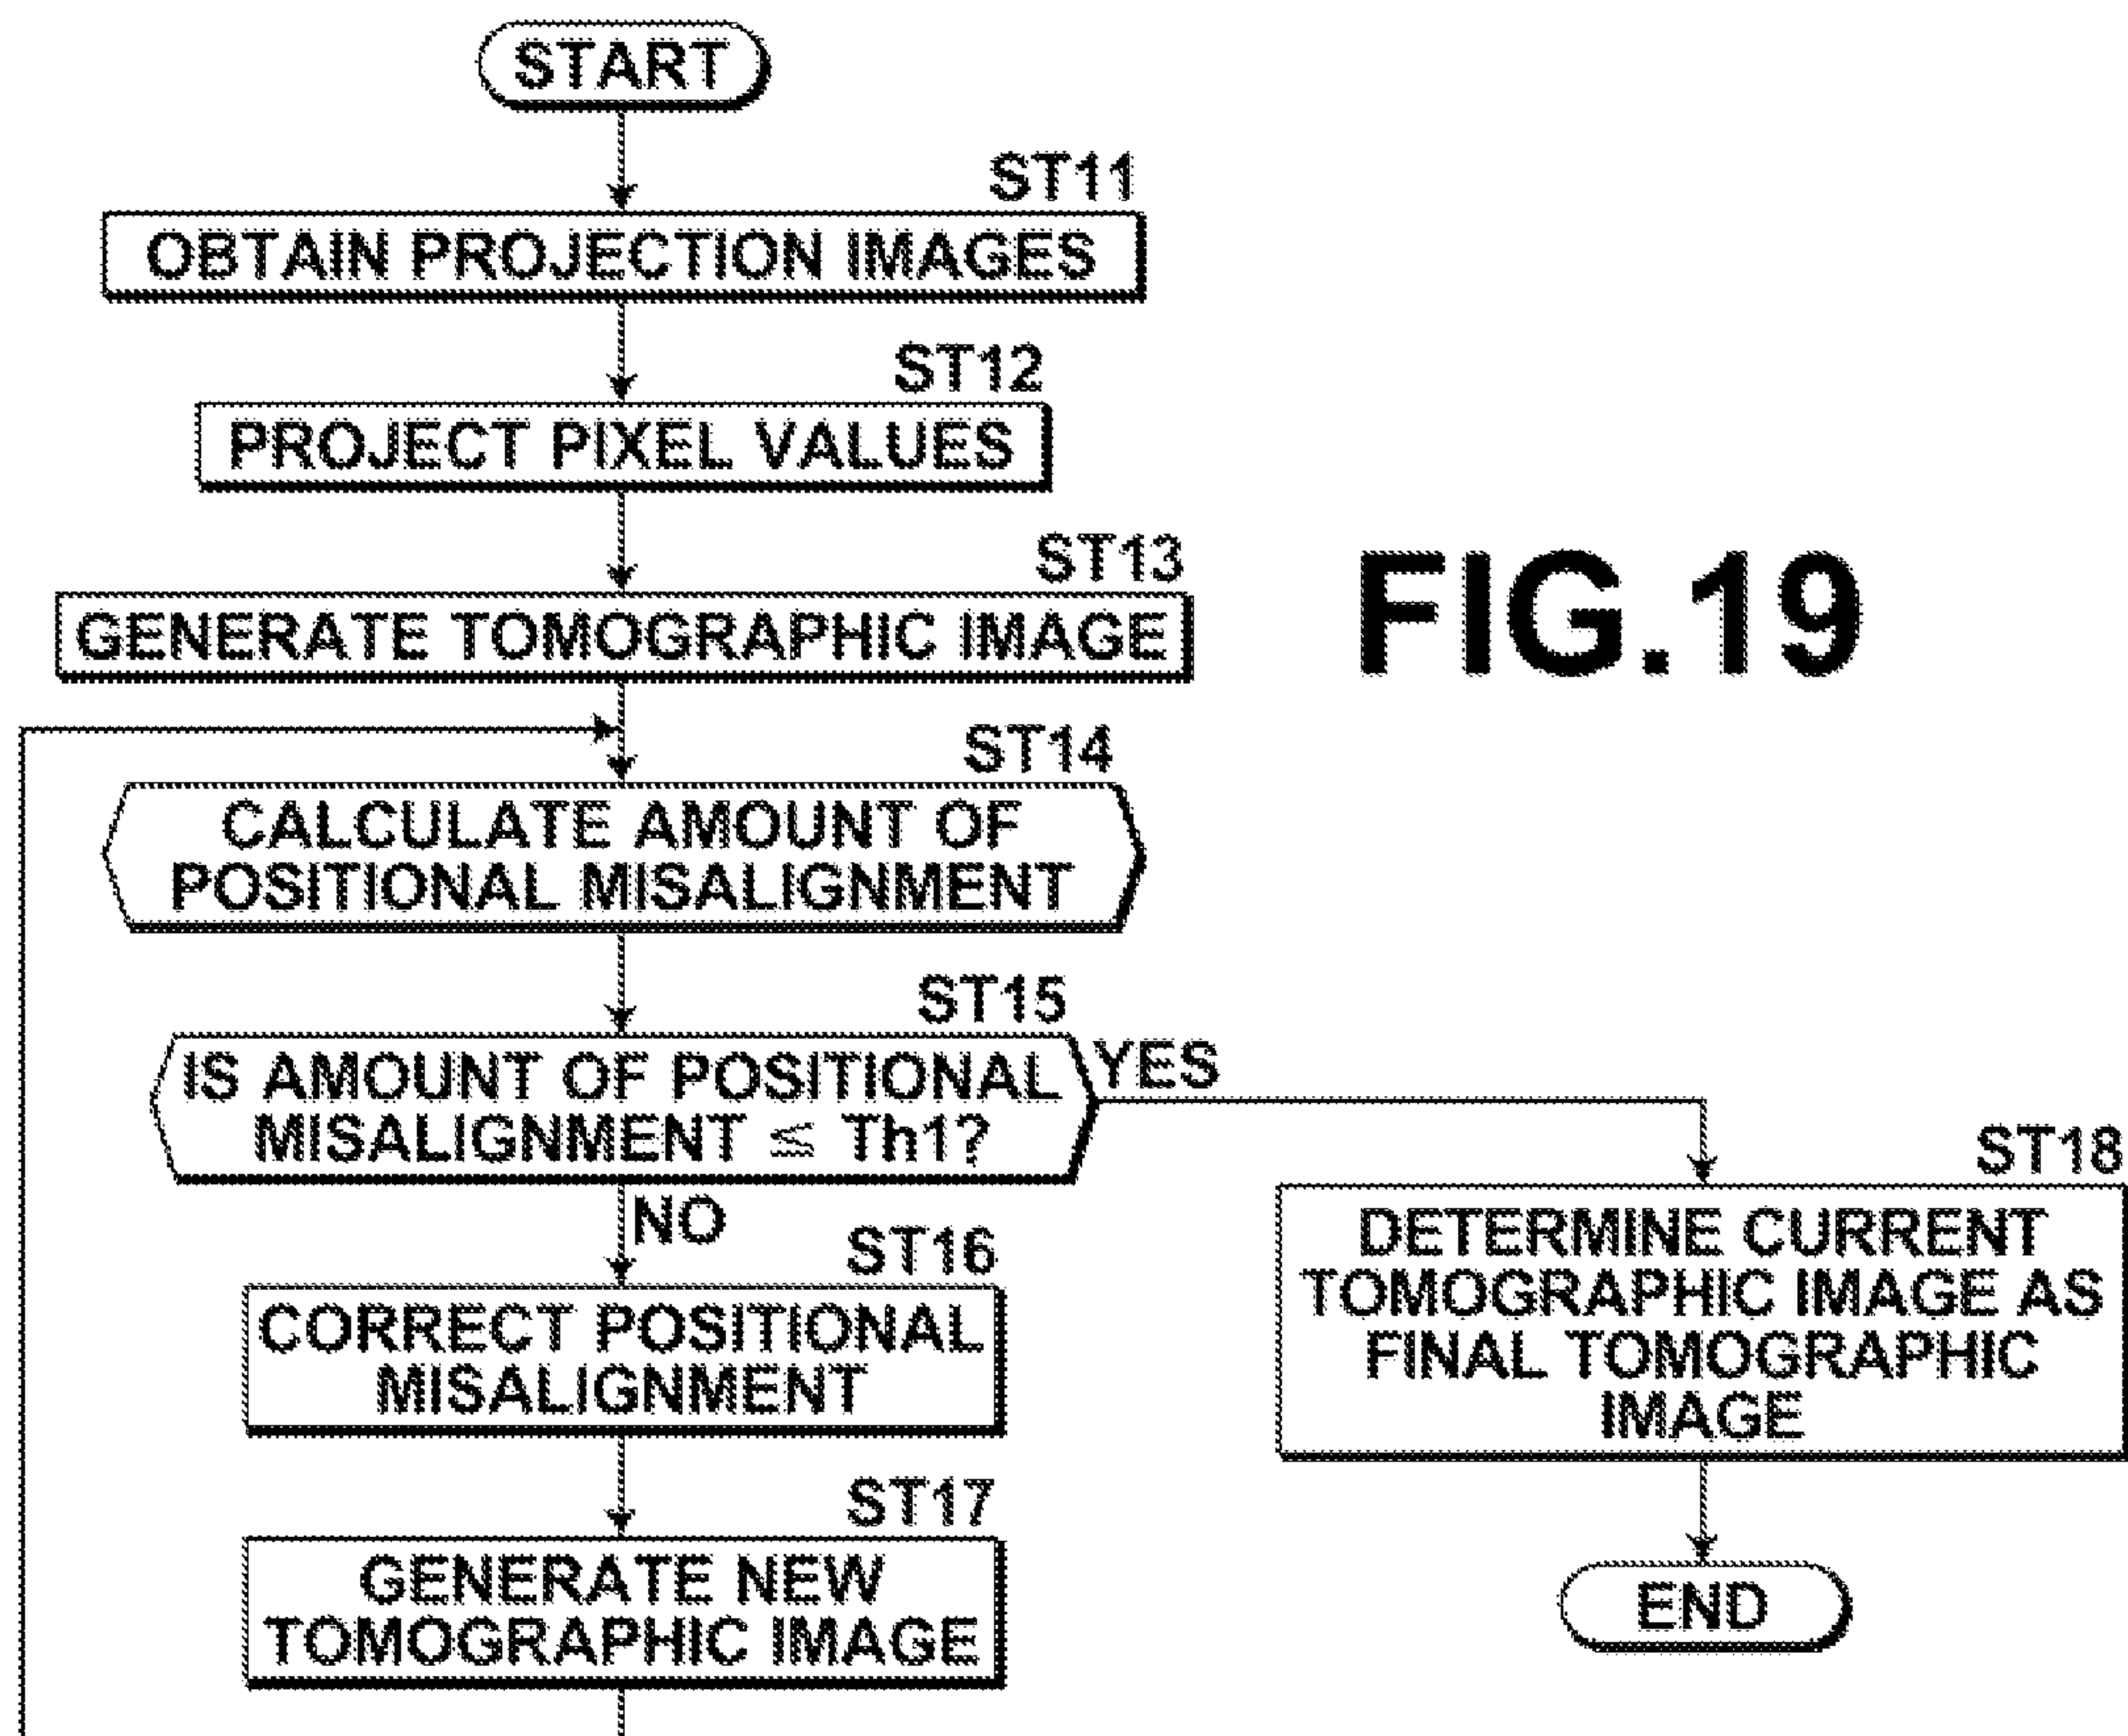 START
ST11
OBTAIN PROJECTION IMAGES
ST12
PROJECT PIXEL VALUES
ST13
GENERATE TOMOGRAPHIC IMAGE
FIG.19
ST14
CALCULATE AMOUNT OF
POSITIONAL MISALIGNMENT
ST15
IS AMOUNT OF POSITIONAL
MISALIGNMENT ≦ Th1?
YES
NO
ST16
CORRECT POSITIONAL
MISALIGNMENT
ST17
GENERATE NEW
TOMOGRAPHIC IMAGE
ST18
DETERMINE CURRENT
TOMOGRAPHIC IMAGE AS
FINAL TOMOGRAPHIC
IMAGE
END